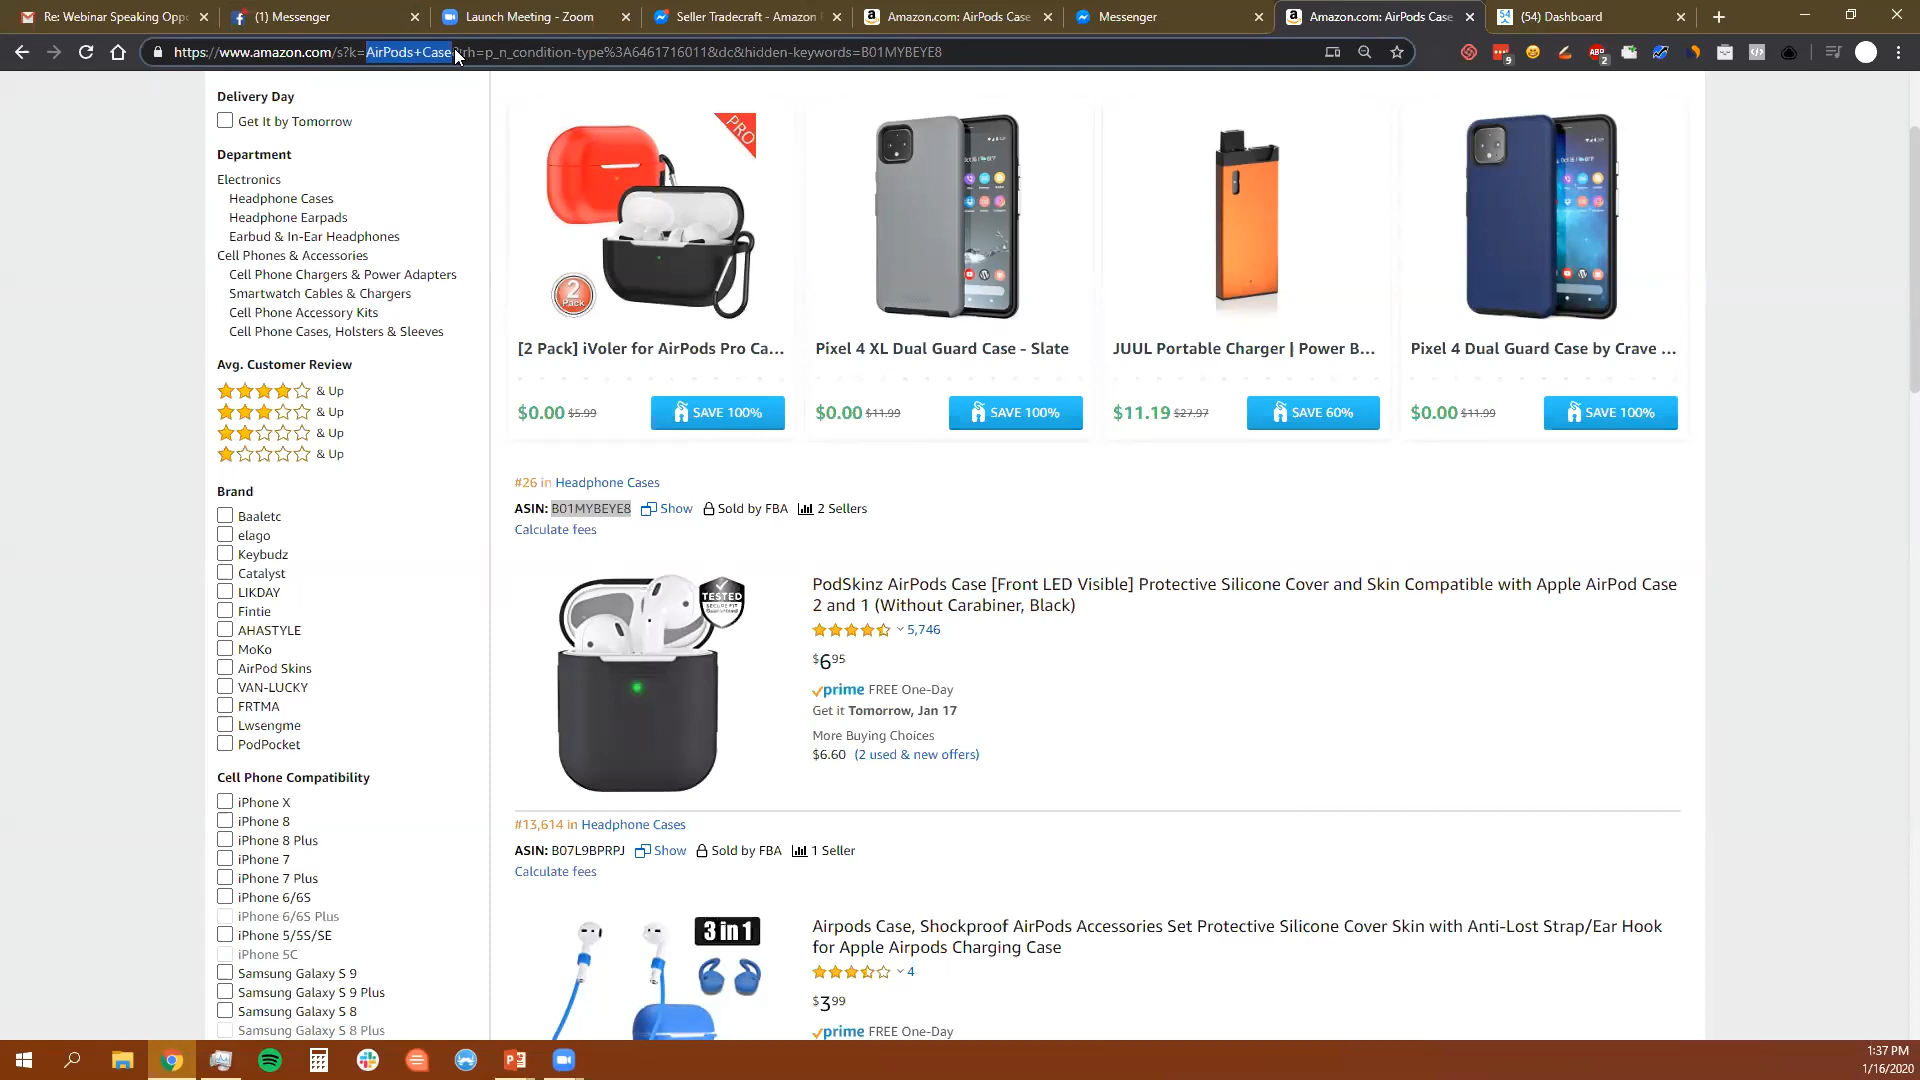 Re: Webinar Speaking Oppo
(1) Messenger
Launch Meeting - Zoom
Seller Tradecraft - Amazon F
Amazon.com: AirPods Case
Messenger
Amazon.com: AirPods Case
(54) Dashboard
https://www.amazon.com/s?k=AirPods+Case&rh=p_n_condition-type%3A6461716011&dc&hidden-keywords=B01MYBEYE8
Delivery Day
Get It by Tomorrow
Department
Electronics
Headphone Cases
Headphone Earpads
Earbud & In-Ear Headphones
Cell Phones & Accessories
Cell Phone Chargers & Power Adapters
Smartwatch Cables & Chargers
Cell Phone Accessory Kits
Cell Phone Cases, Holsters & Sleeves
Avg. Customer Review
& Up
& Up
& Up
& Up
Brand
Baaletc
elago
Keybudz
Catalyst
LIKDAY
Fintie
AHASTYLE
MoKo
AirPod Skins
VAN-LUCKY
FRTMA
Lwsengme
PodPocket
Cell Phone Compatibility
iPhone X
iPhone 8
iPhone 8 Plus
iPhone 7
iPhone 7 Plus
iPhone 6/6S
iPhone 6/6S Plus
iPhone 5/5S/SE
iPhone 5C
Samsung Galaxy S 9
Samsung Galaxy S 9 Plus
Samsung Galaxy S 8
Samsung Galaxy S 8 Plus
PRO
2 Pack
[2 Pack] iVoler for AirPods Pro Ca...
$0.00 $5.99 SAVE 100%
Pixel 4 XL Dual Guard Case - Slate
$0.00 $11.99 SAVE 100%
JUUL Portable Charger | Power B...
$11.19 $27.97 SAVE 60%
Pixel 4 Dual Guard Case by Crave ...
$0.00 $11.99 SAVE 100%
#26 in Headphone Cases
ASIN: B01MYBEYE8 Show Sold by FBA 2 Sellers
Calculate fees
TESTED
PodSkinz AirPods Case [Front LED Visible] Protective Silicone Cover and Skin Compatible with Apple AirPod Case
2 and 1 (Without Carabiner, Black)
5,746
$6.95
prime FREE One-Day
Get it Tomorrow, Jan 17
More Buying Choices
$6.60 (2 used & new offers)
#13,614 in Headphone Cases
ASIN: B07L9BPRPJ Show Sold by FBA 1 Seller
Calculate fees
3 in 1
Airpods Case, Shockproof AirPods Accessories Set Protective Silicone Cover Skin with Anti-Lost Strap/Ear Hook
for Apple Airpods Charging Case
4
$3.99
prime FREE One-Day
1:37 PM
1/16/2020